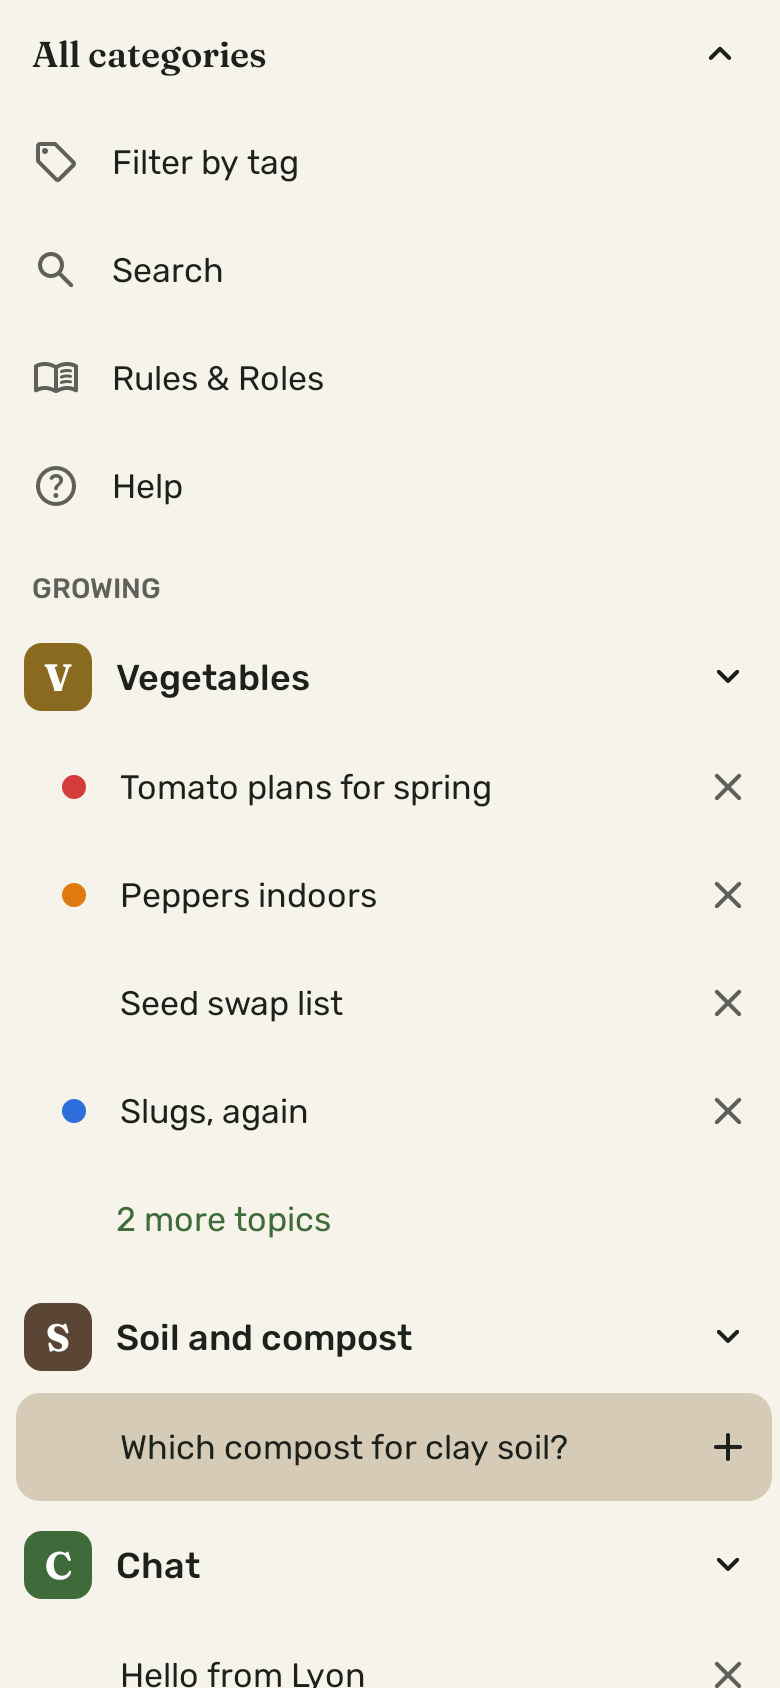 All categories
Filter by tag
Search
Rules & Roles
Help
GROWING
V Vegetables
Tomato plans for spring
Peppers indoors
Seed swap list
Slugs, again
2 more topics
S Soil and compost
Which compost for clay soil?
C Chat
Hello from Lyon